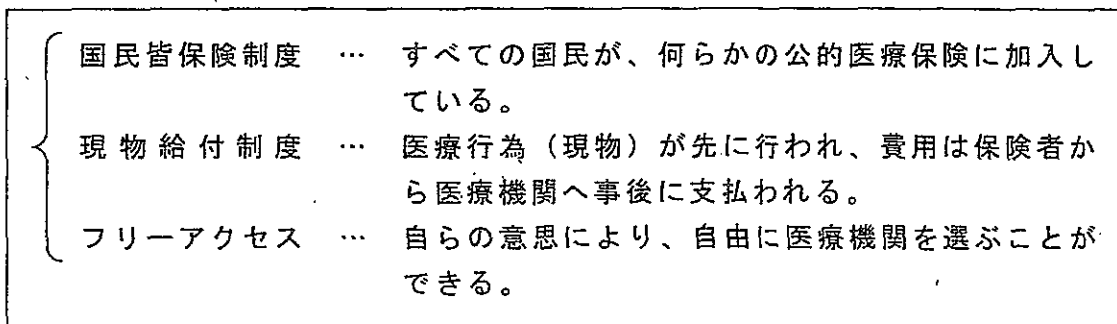 国民皆保険制度 … すべての国民が、何らかの公的医療保険に加入し
ている。
現物給付制度 … 医療行為（現物）が先に行われ、費用は保険者か
ら医療機関へ事後に支払われる。
フリーアクセス … 自らの意思により、自由に医療機関を選ぶことが
できる。